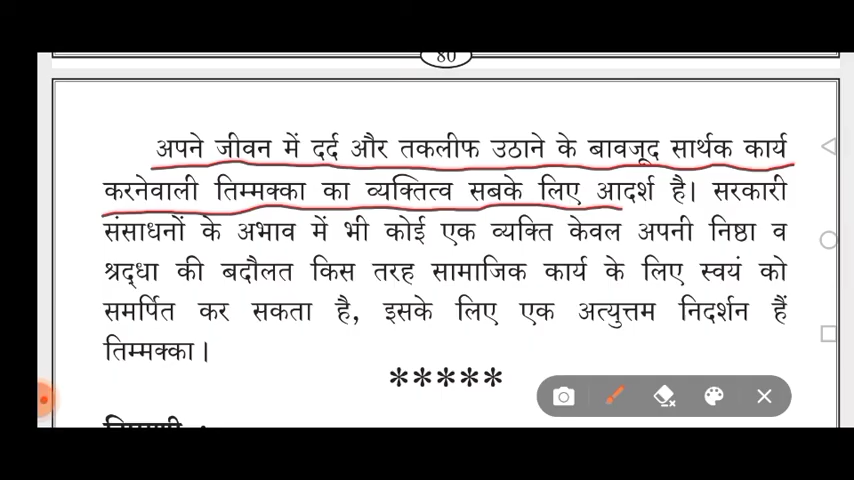 80
अपने जीवन में दर्द और तकलीफ उठाने के बावजूद सार्थक कार्य
करनेवाली तिम्मक्का का व्यक्तित्व सबके लिए आदर्श है। सरकारी
संसाधनों के अभाव में भी कोई एक व्यक्ति केवल अपनी निष्ठा व
श्रद्धा की बदौलत किस तरह सामाजिक कार्य के लिए स्वयं को
समर्पित कर सकता है, इसके लिए एक अत्युत्तम निदर्शन हैं
तिम्मक्का।
*****